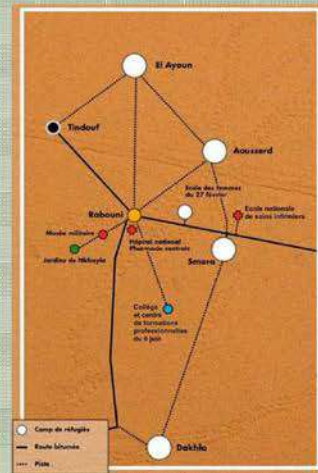 El Ayoun
Tindouf
Aousserd
Ecole des femmes
du 27 février
Rabouni
Ecole nationale
de soins infirmiers
Musée militaire
Hôpital national
Pharmacie centrale
Jardins de Nkhayla
Smara
Collège
et centre
de formations
professionnelles
du 9 juin
Camp de réfugiés
Route bitumée
Piste
Dakhla